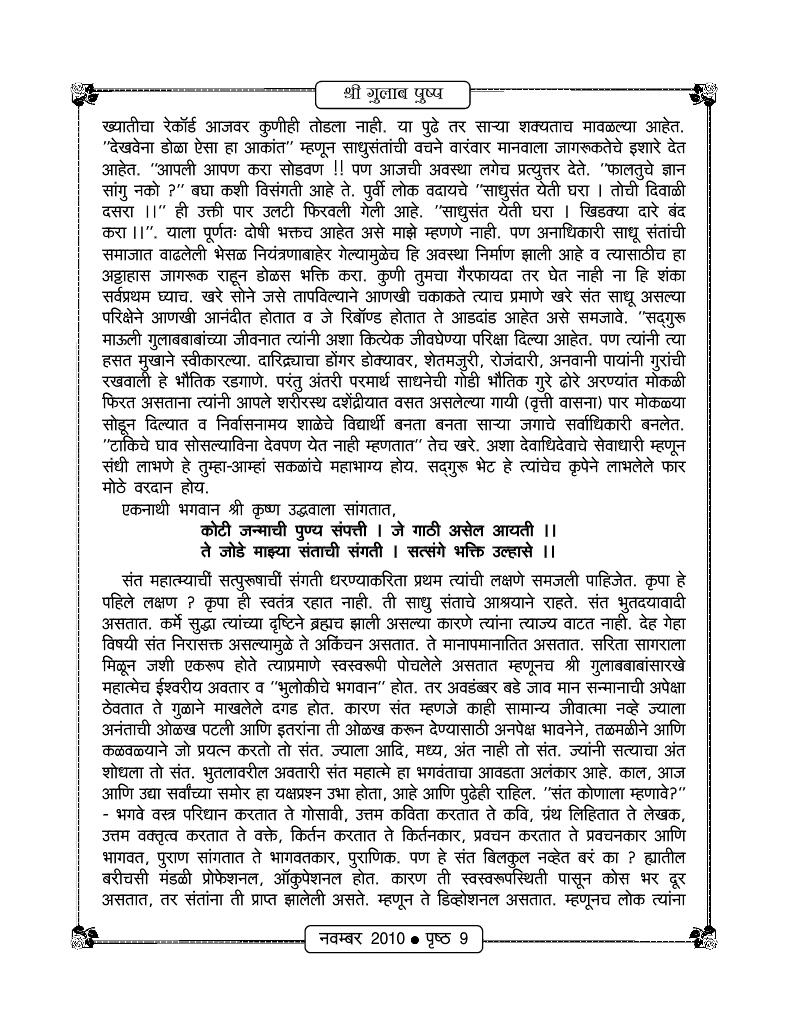 श्री गुलाब पुष्प
ख्यातीचा रेकॉर्ड आजवर कुणीही तोडला नाही. या पुढे तर साऱ्या शक्यताच मावळल्या आहेत.
"देखवेना डोळा ऐसा हा आकांत" म्हणून साधुसंतांची वचने वारंवार मानवाला जागरूकतेचे इशारे देत
आहेत. "आपली आपण करा सोडवण !! पण आजची अवस्था लगेच प्रत्युत्तर देते. "फालतुचे ज्ञान
सांगु नको ?" बघा कशी विसंगती आहे ते. पुर्वी लोक वदायचे "साधुसंत येती घरा । तोची दिवाळी
दसरा ।।" ही उक्ती पार उलटी फिरवली गेली आहे. "साधुसंत येती घरा । खिडक्या दारे बंद
करा ।।". याला पूर्णतः दोषी भक्तच आहेत असे माझे म्हणणे नाही. पण अनाधिकारी साधू संतांची
समाजात वाढलेली भेसळ नियंत्रणाबाहेर गेल्यामुळेच हि अवस्था निर्माण झाली आहे व त्यासाठीच हा
अट्टाहास जागरूक राहून डोळस भक्ति करा. कुणी तुमचा गैरफायदा तर घेत नाही ना हि शंका
सर्वप्रथम घ्याच. खरे सोने जसे तापविल्याने आणखी चकाकते त्याच प्रमाणे खरे संत साधू असल्या
परिक्षेने आणखी आनंदीत होतात व जे रिबॉण्ड होतात ते आडदांड आहेत असे समजावे. "सद्गुरू
माऊली गुलाबबाबांच्या जीवनात त्यांनी अशा कित्येक जीवघेण्या परिक्षा दिल्या आहेत. पण त्यांनी त्या
हसत मुखाने स्वीकारल्या. दारिद्र्याचा डोंगर डोक्यावर, शेतमजुरी, रोजंदारी, अनवानी पायांनी गुरांची
रखवाली हे भौतिक रडगाणे. परंतु अंतरी परमार्थ साधनेची गोडी भौतिक गुरे ढोरे अरण्यांत मोकळी
फिरत असताना त्यांनी आपले शरीरस्थ दशेंद्रीयात वसत असलेल्या गायी (वृत्ती वासना) पार मोकळ्या
सोडून दिल्यात व निर्वासनामय शाळेचे विद्यार्थी बनता बनता साऱ्या जगाचे सर्वाधिकारी बनलेत.
"टाकिचे घाव सोसल्याविना देवपण येत नाही म्हणतात" तेच खरे. अशा देवाधिदेवाचे सेवाधारी म्हणून
संधी लाभणे हे तुम्हा-आम्हां सकळांचे महाभाग्य होय. सद्गुरू भेट हे त्यांचेच कृपेने लाभलेले फार
मोठे वरदान होय.
एकनाथी भगवान श्री कृष्ण उद्धवाला सांगतात,
कोटी जन्माची पुण्य संपत्ती । जे गाठी असेल आयती ।।
ते जोडे माझ्या संताची संगती । सत्संगे भक्ति उल्हासे ।।
संत महात्म्याचीं सत्पुरूषाचीं संगती धरण्याकरिता प्रथम त्यांची लक्षणे समजली पाहिजेत. कृपा हे
पहिले लक्षण ? कृपा ही स्वतंत्र रहात नाही. ती साधु संताचे आश्रयाने राहते. संत भुतदयावादी
असतात. कर्मे सुद्धा त्यांच्या दृष्टिने ब्रह्मच झाली असल्या कारणे त्यांना त्याज्य वाटत नाही. देह गेहा
विषयी संत निरासक्त असल्यामुळे ते अकिंचन असतात. ते मानापमानातित असतात. सरिता सागराला
मिळून जशी एकरूप होते त्याप्रमाणे स्वस्वरूपी पोचलेले असतात म्हणूनच श्री गुलाबबाबांसारखे
महात्मेच ईश्वरीय अवतार व "भुलोकीचे भगवान" होत. तर अवडंब्बर बडे जाव मान सन्मानाची अपेक्षा
ठेवतात ते गुळाने माखलेले दगड होत. कारण संत म्हणजे काही सामान्य जीवात्मा नव्हे ज्याला
अनंताची ओळख पटली आणि इतरांना ती ओळख करून देण्यासाठी अनपेक्ष भावनेने, तळमळीने आणि
कळवळ्याने जो प्रयत्न करतो तो संत. ज्याला आदि, मध्य, अंत नाही तो संत. ज्यांनी सत्याचा अंत
शोधला तो संत. भुतलावरील अवतारी संत महात्मे हा भगवंताचा आवडता अलंकार आहे. काल, आज
आणि उद्या सर्वांच्या समोर हा यक्षप्रश्न उभा होता, आहे आणि पुढेही राहिल. "संत कोणाला म्हणावे?"
- भगवे वस्त्र परिधान करतात ते गोसावी, उत्तम कविता करतात ते कवि, ग्रंथ लिहितात ते लेखक,
उत्तम वक्तृत्व करतात ते वक्ते, किर्तन करतात ते किर्तनकार, प्रवचन करतात ते प्रवचनकार आणि
भागवत, पुराण सांगतात ते भागवतकार, पुराणिक. पण हे संत बिलकुल नव्हेत बरं का ? ह्यातील
बरीचसी मंडळी प्रोफेशनल, ऑकुपेशनल होत. कारण ती स्वस्वरूपस्थिती पासून कोस भर दूर
असतात, तर संतांना ती प्राप्त झालेली असते. म्हणून ते डिव्होशनल असतात. म्हणूनच लोक त्यांना
नवम्बर 2010 ● पृष्ठ 9